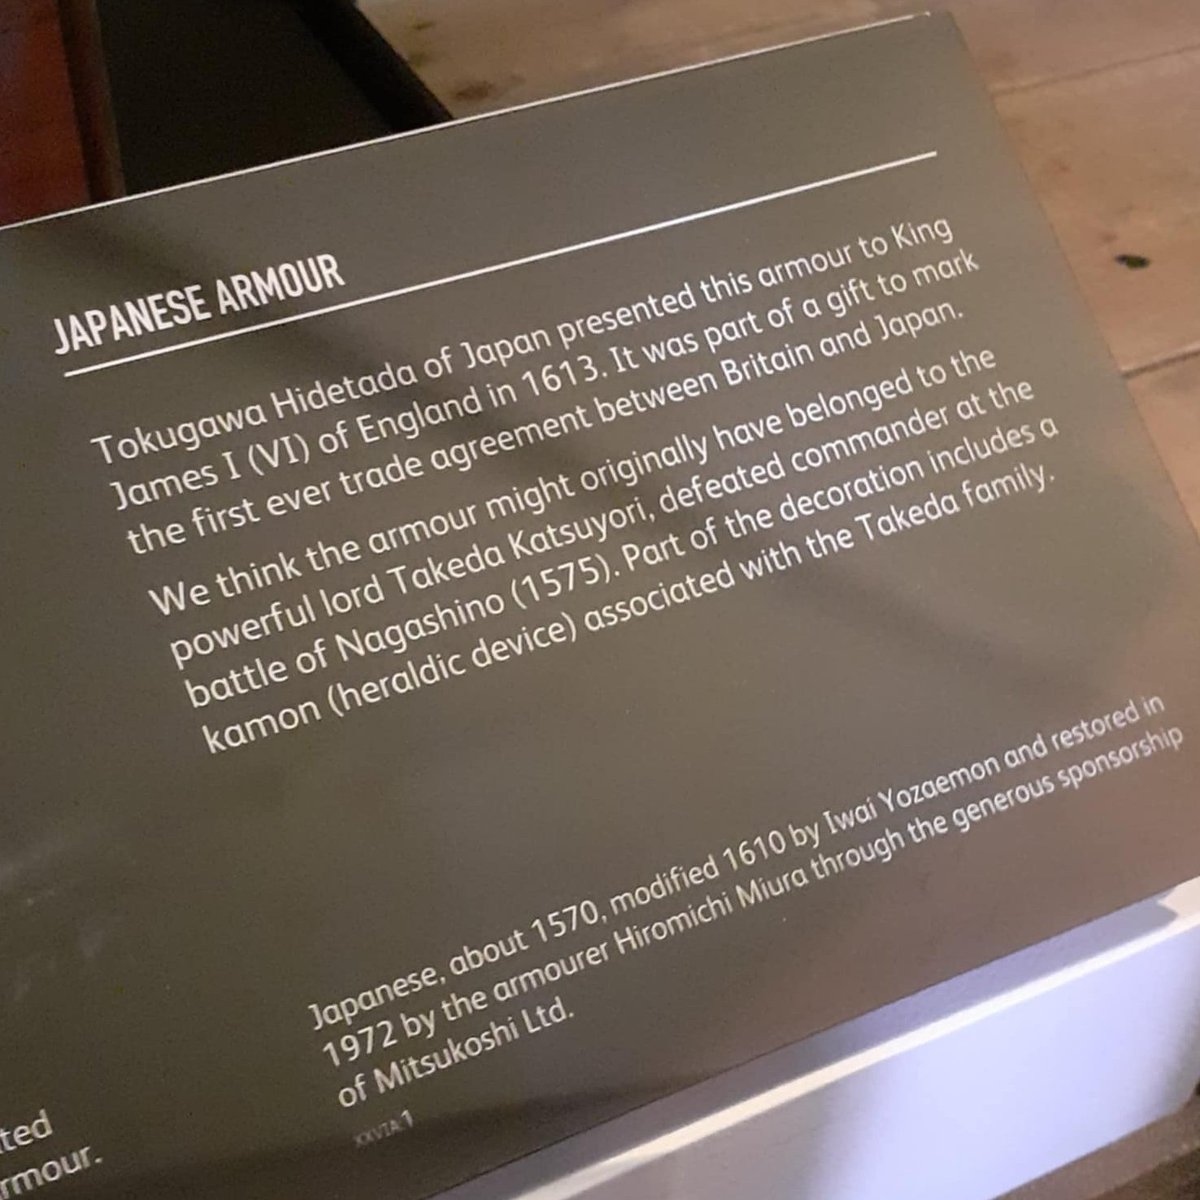 JAPANESE ARMOUR
Tokugawa Hidetada of Japan presented this armour to King
James I (VI) of England in 1613. It was part of a gift to mark
the first ever trade agreement between Britain and Japan.
We think the armour might originally have belonged to the
powerful lord Takeda Katsuyori, defeated commander at the
battle of Nagashino (1575). Part of the decoration includes a
kamon (heraldic device) associated with the Takeda family.
Japanese, about 1570, modified 1610 by Iwai Yozaemon and restored in
1972 by the armourer Hiromichi Miura through the generous sponsorship
of Mitsukoshi Ltd.
XXVIA.1
ted
rmour.